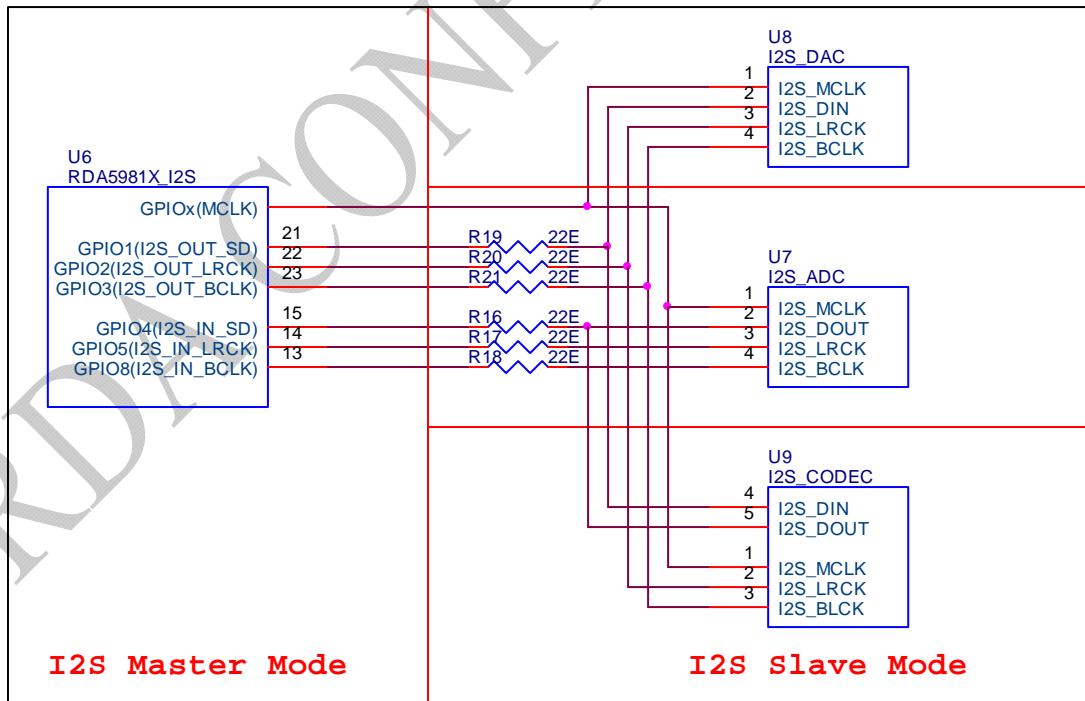 RDA CONF
U6
RDA5981X_I2S
GPIOx(MCLK)
21
GPIO1(I2S_OUT_SD)
22
GPIO2(I2S_OUT_LRCK)
23
GPIO3(I2S_OUT_BCLK)
15
GPIO4(I2S_IN_SD)
14
GPIO5(I2S_IN_LRCK)
13
GPIO8(I2S_IN_BCLK)
R19 22E
R20 22E
R21 22E
R16 22E
R17 22E
R18 22E
U8
I2S_DAC
1
I2S_MCLK
2
I2S_DIN
3
I2S_LRCK
4
I2S_BCLK
U7
I2S_ADC
1
I2S_MCLK
2
I2S_DOUT
3
I2S_LRCK
4
I2S_BCLK
U9
I2S_CODEC
4
I2S_DIN
5
I2S_DOUT
1
I2S_MCLK
2
I2S_LRCK
3
I2S_BLCK
I2S Master Mode
I2S Slave Mode